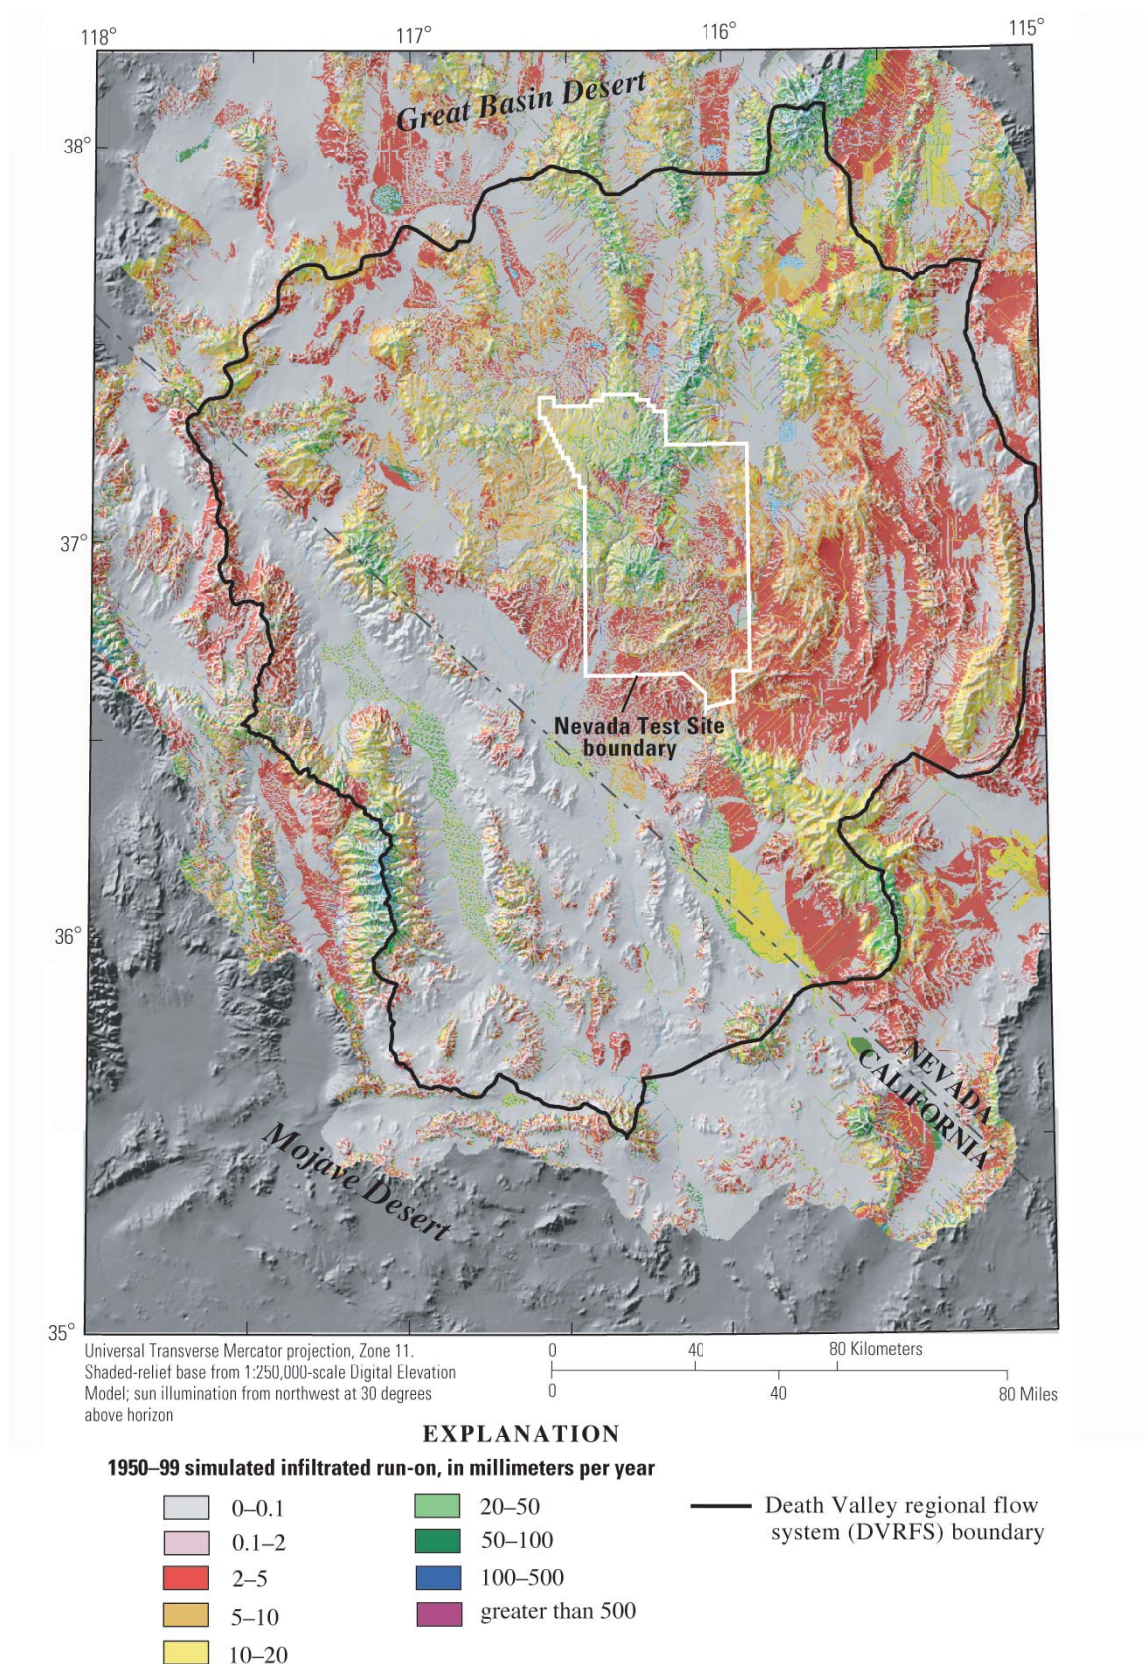 118°
117°
116°
115°
Great Basin Desert
38°
37°
Nevada Test Site
boundary
36°
NEVADA
CALIFORNIA
Mojave Desert
35°
Universal Transverse Mercator projection, Zone 11.
Shaded-relief base from 1:250,000-scale Digital Elevation
Model; sun illumination from northwest at 30 degrees
above horizon
0 40 80 Kilometers
0 40 80 Miles
EXPLANATION
1950–99 simulated infiltrated run-on, in millimeters per year
0–0.1
0.1–2
2–5
5–10
10–20
20–50
50–100
100–500
greater than 500
Death Valley regional flow
system (DVRFS) boundary